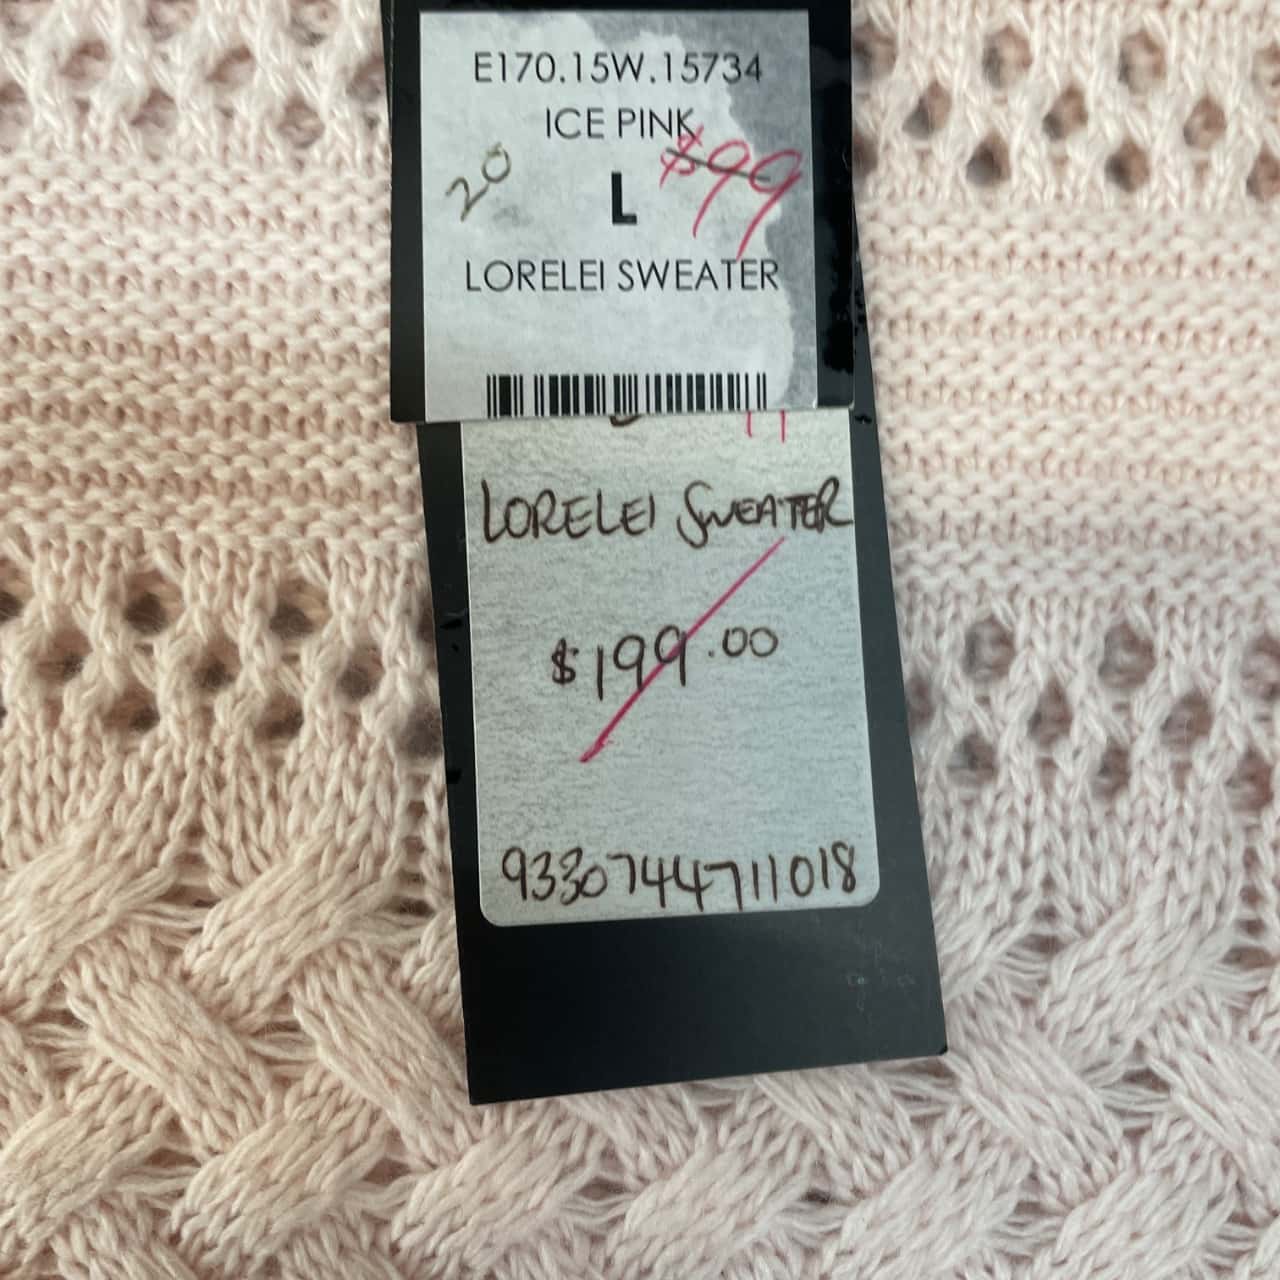 E170.15W.15734
ICE PINK
20
L
$99
LORELEI SWEATER
LORELEI SWEATER
$199.00
9330744711018